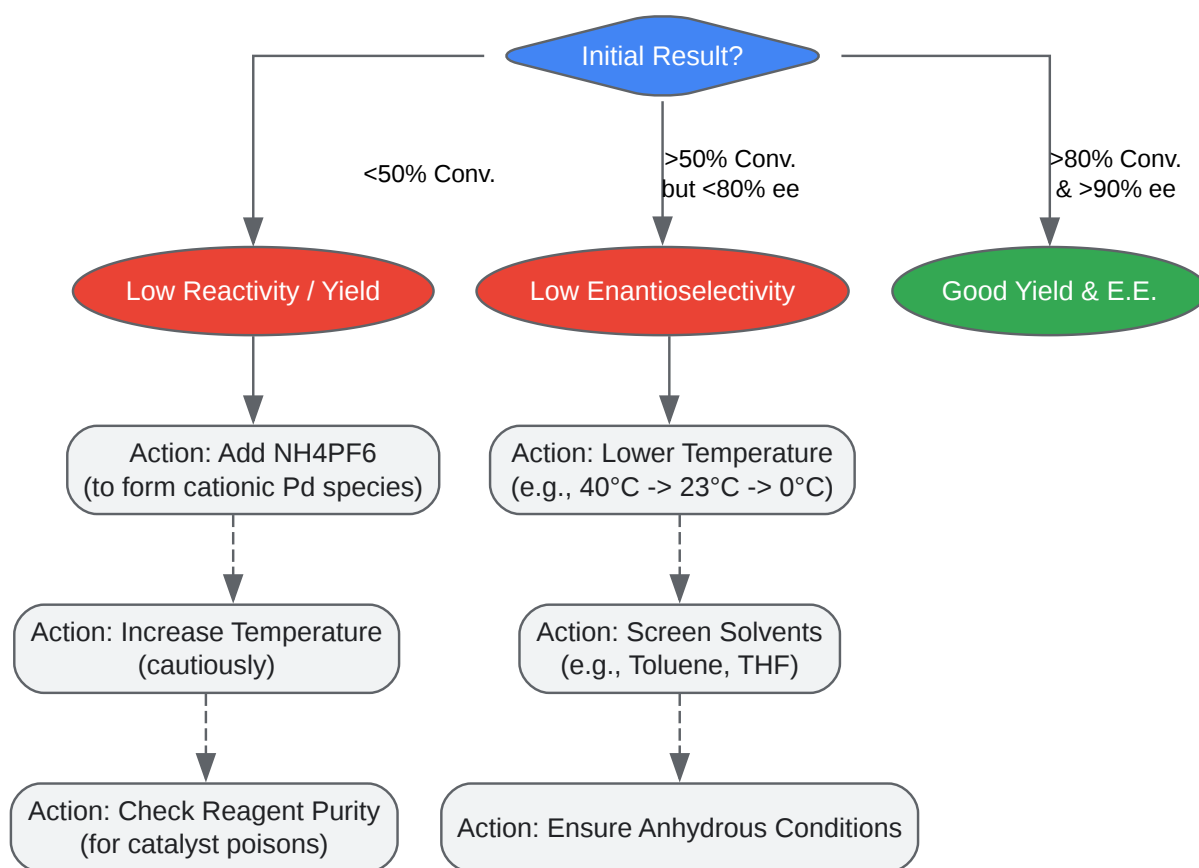 Initial Result?
<50% Conv.
>50% Conv.
but <80% ee
>80% Conv.
& >90% ee
Low Reactivity / Yield
Low Enantioselectivity
Good Yield & E.E.
Action: Add NH4PF6
(to form cationic Pd species)
Action: Lower Temperature
(e.g., 40°C -> 23°C -> 0°C)
Action: Increase Temperature
(cautiously)
Action: Screen Solvents
(e.g., Toluene, THF)
Action: Check Reagent Purity
(for catalyst poisons)
Action: Ensure Anhydrous Conditions